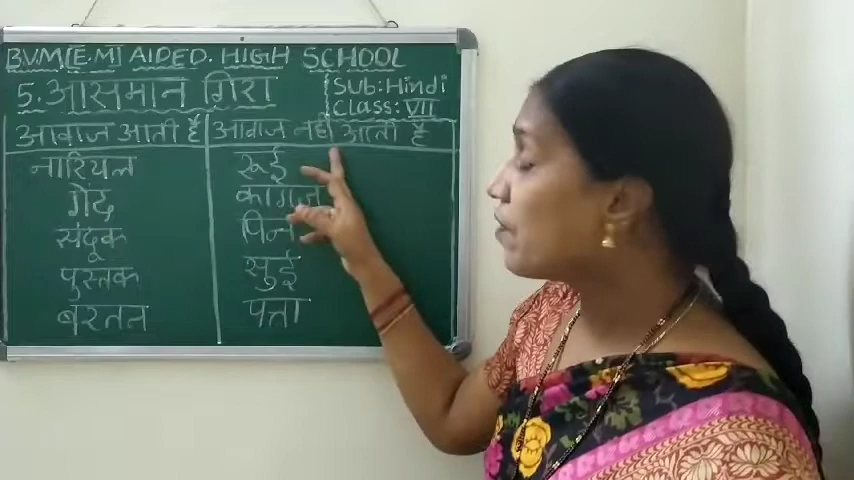 BVM(E.M) AIDED. HIGH SCHOOL
5. आसमान गिरा
Sub: Hindi
Class: VII
आवाज आती है आवाज नही आती है
नारियल रूई
गेंद कागज
संदूक पिन
पुस्तक सुई
बरतन पत्ता